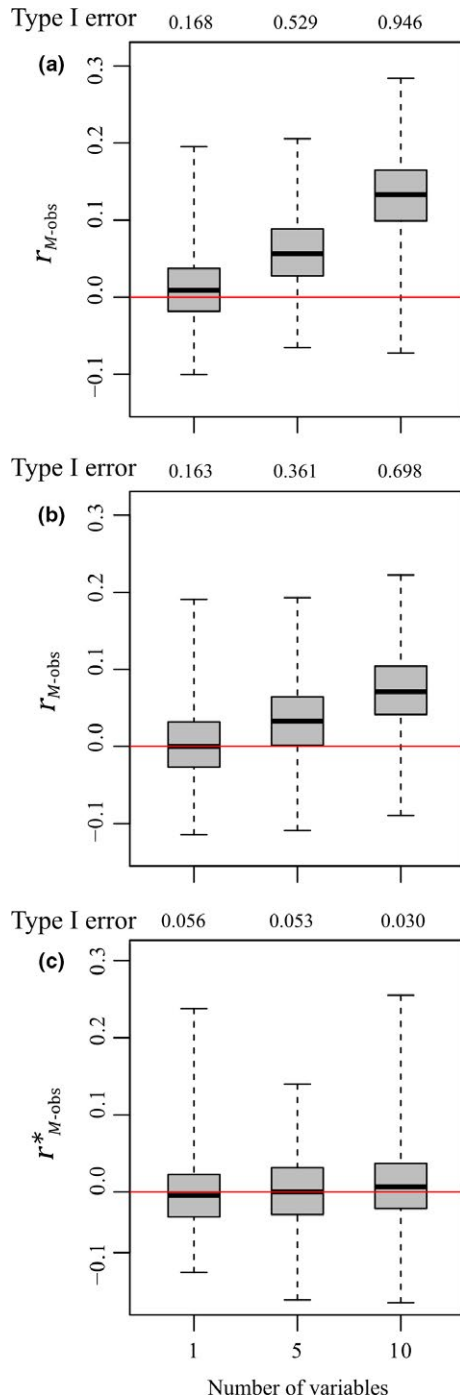 Type I error 0.168 0.529 0.946
(a)
0.3
0.2
0.1
0.0
−0.1
r M-obs
Type I error 0.163 0.361 0.698
(b)
0.3
0.2
0.1
0.0
−0.1
r M-obs
Type I error 0.056 0.053 0.030
(c)
0.3
0.2
0.1
0.0
−0.1
r* M-obs
1 5 10
Number of variables